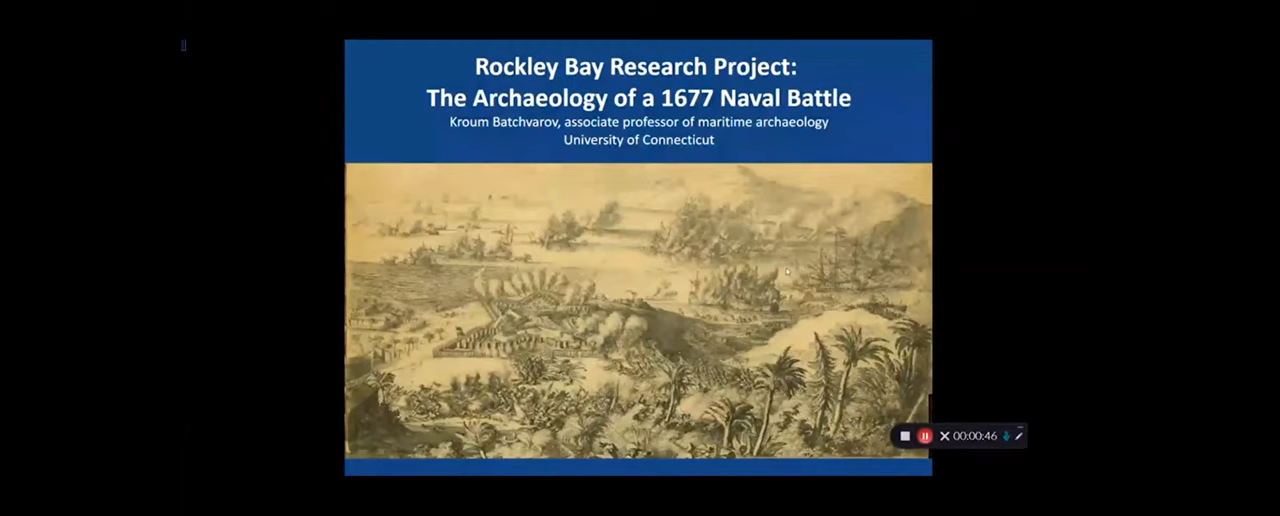 Rockley Bay Research Project:
The Archaeology of a 1677 Naval Battle
Kroum Batchvarov, associate professor of maritime archaeology
University of Connecticut
00:00:46